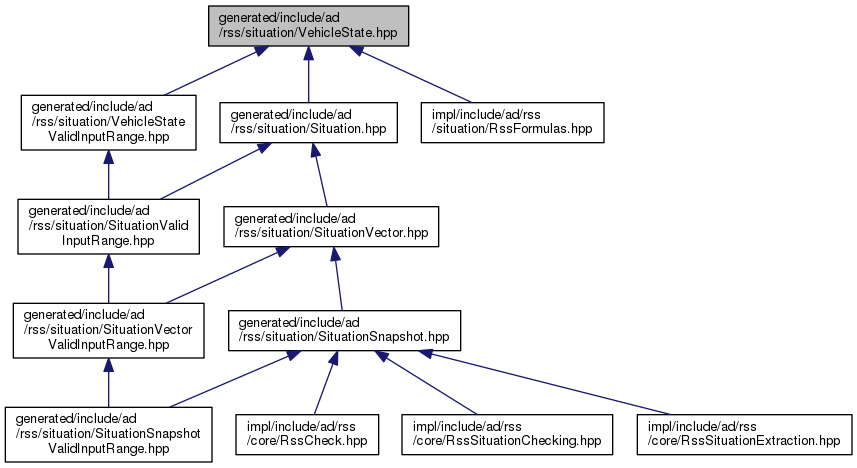 generated/include/ad
/rss/situation/VehicleState.hpp
generated/include/ad
/rss/situation/VehicleState
ValidInputRange.hpp
generated/include/ad
/rss/situation/Situation.hpp
impl/include/ad/rss
/situation/RssFormulas.hpp
generated/include/ad
/rss/situation/SituationValid
InputRange.hpp
generated/include/ad
/rss/situation/SituationVector.hpp
generated/include/ad
/rss/situation/SituationVector
ValidInputRange.hpp
generated/include/ad
/rss/situation/SituationSnapshot.hpp
generated/include/ad
/rss/situation/SituationSnapshot
ValidInputRange.hpp
impl/include/ad/rss
/core/RssCheck.hpp
impl/include/ad/rss
/core/RssSituationChecking.hpp
impl/include/ad/rss
/core/RssSituationExtraction.hpp